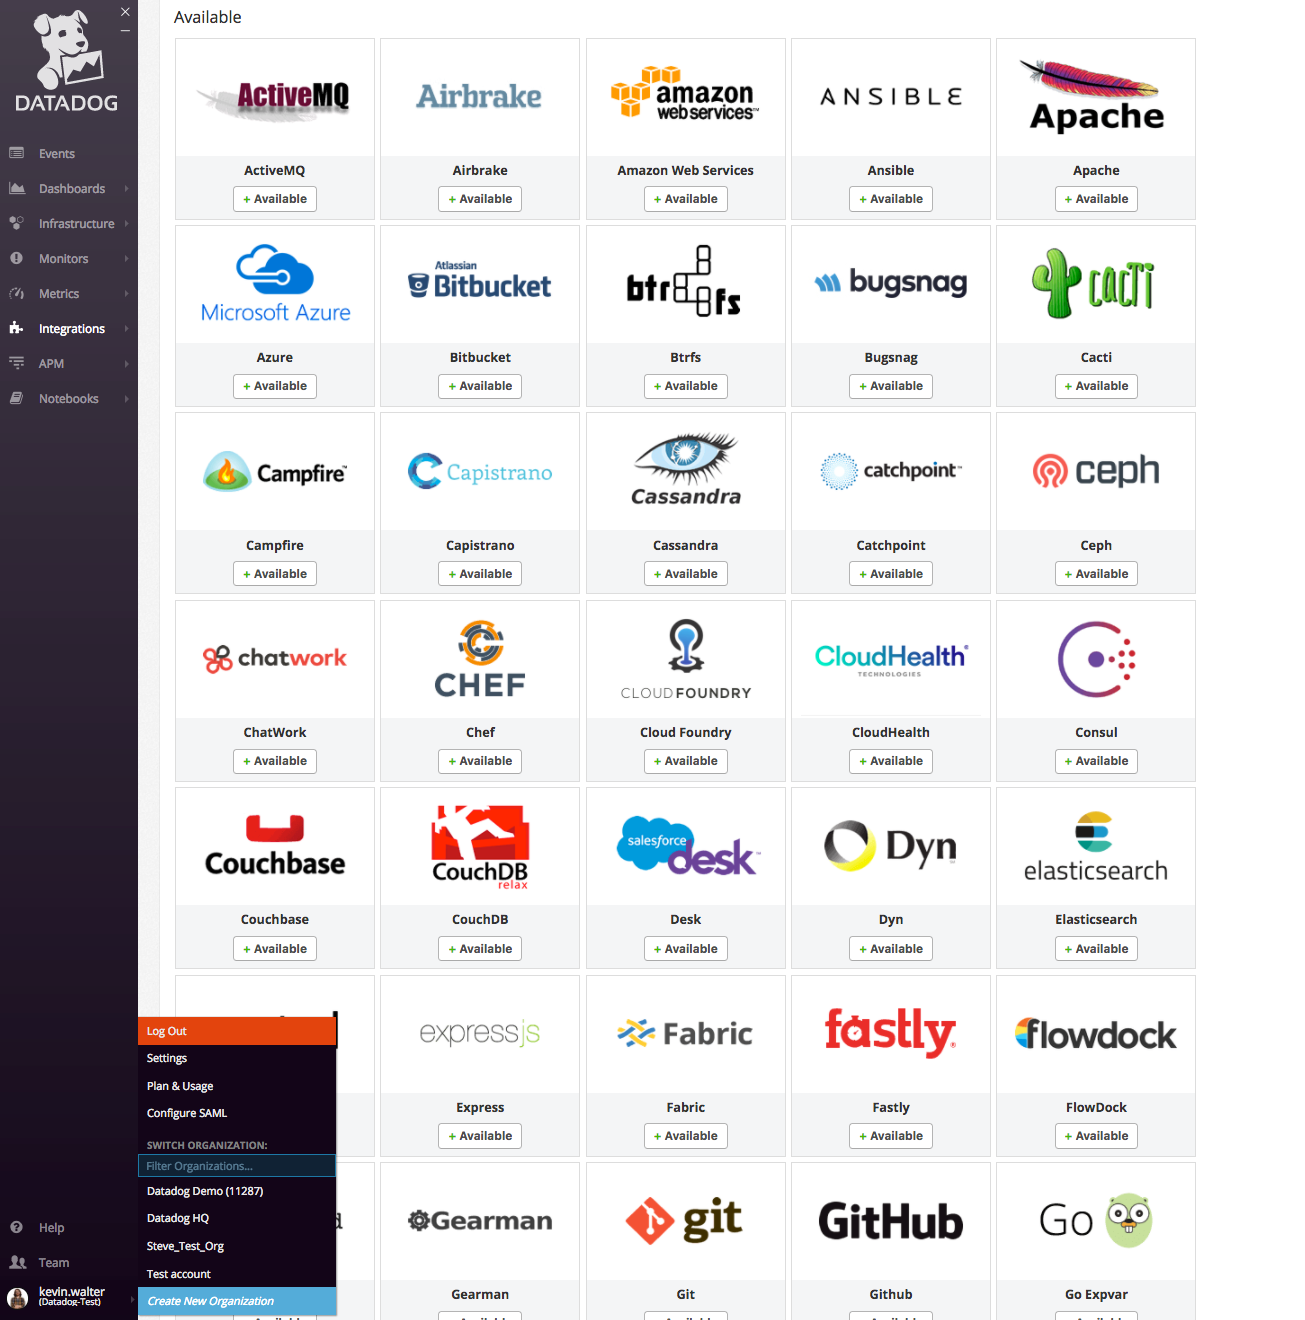 DATADOG
Events
Dashboards
Infrastructure
Monitors
Metrics
Integrations
APM
Notebooks
Help
Team
kevin.walter
(Datadog-Test)
Log Out
Settings
Plan & Usage
Configure SAML
SWITCH ORGANIZATION:
Filter Organizations...
Datadog Demo (11287)
Datadog HQ
Steve_Test_Org
Test account
Create New Organization
Available
ActiveMQ
Airbrake
amazon
web services™
ANSIBLE
Apache
ActiveMQ
Airbrake
Amazon Web Services
Ansible
Apache
+ Available
+ Available
+ Available
+ Available
+ Available
Microsoft Azure
Atlassian
Bitbucket
btrfs
bugsnag
cacti
Azure
Bitbucket
Btrfs
Bugsnag
Cacti
+ Available
+ Available
+ Available
+ Available
+ Available
Campfire™
Capistrano
Cassandra
catchpoint™
ceph
Campfire
Capistrano
Cassandra
Catchpoint
Ceph
+ Available
+ Available
+ Available
+ Available
+ Available
chatwork
CHEF
CLOUD FOUNDRY
CloudHealth®
TECHNOLOGIES
ChatWork
Chef
Cloud Foundry
CloudHealth
Consul
+ Available
+ Available
+ Available
+ Available
+ Available
Couchbase
CouchDB
relax
salesforce
desk™
Dyn
elasticsearch
Couchbase
CouchDB
Desk
Dyn
Elasticsearch
+ Available
+ Available
+ Available
+ Available
+ Available
expressjs
Fabric
fastly®
flowdock
Express
Fabric
Fastly
FlowDock
+ Available
+ Available
+ Available
+ Available
Gearman
git
GitHub
Go
Gearman
Git
Github
Go Expvar